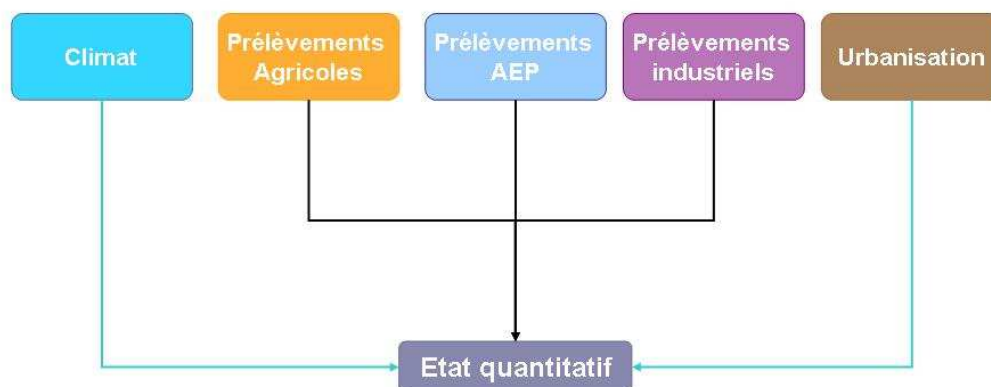 Climat
Prélèvements
Agricoles
Prélèvements
AEP
Prélèvements
industriels
Urbanisation
Etat quantitatif